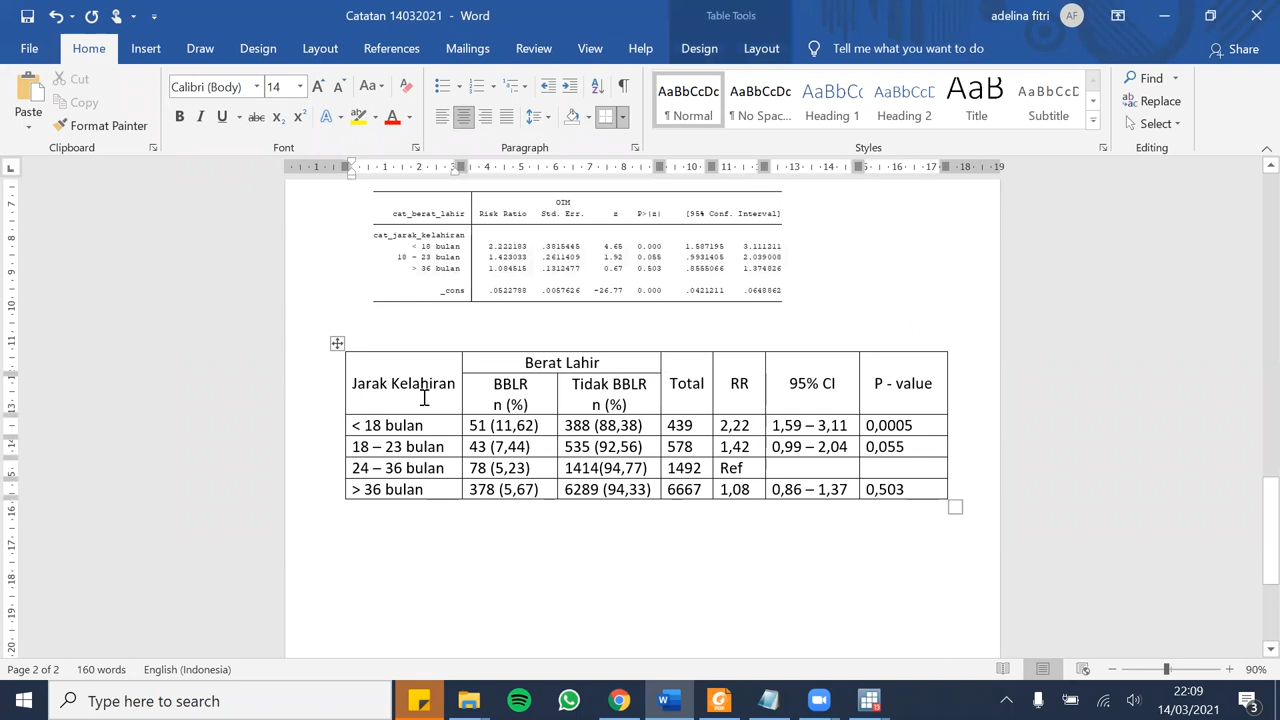 Catatan 14032021 - Word
Table Tools
adelina fitri
AF
File
Home
Insert
Draw
Design
Layout
References
Mailings
Review
View
Help
Design
Layout
Tell me what you want to do
Share
Paste
Cut
Copy
Format Painter
Calibri (Body)
14
AaBbCcDc
¶ Normal
AaBbCcDc
¶ No Spac...
AaBbCc
Heading 1
AaBbCcD
Heading 2
AaB
Title
AaBbCcD
Subtitle
Find
Replace
Select
Clipboard
Font
Paragraph
Styles
Editing
OIM
cat_berat_lahir Risk Ratio Std. Err. z P>|z| [95% Conf. Interval]
cat_jarak_kelahiran
< 18 bulan 2.222183 .3815445 4.65 0.000 1.587195 3.111211
18 - 23 bulan 1.423033 .2611409 1.92 0.055 .9931405 2.039008
> 36 bulan 1.084515 .1312477 0.67 0.503 .8555066 1.374826
_cons .0522788 .0057626 -26.77 0.000 .0421211 .0648862
Jarak Kelahiran
Berat Lahir
Total
RR
95% CI
P - value
BBLR
n (%)
Tidak BBLR
n (%)
< 18 bulan 51 (11,62) 388 (88,38) 439 2,22 1,59 – 3,11 0,0005
18 – 23 bulan 43 (7,44) 535 (92,56) 578 1,42 0,99 – 2,04 0,055
24 – 36 bulan 78 (5,23) 1414(94,77) 1492 Ref
> 36 bulan 378 (5,67) 6289 (94,33) 6667 1,08 0,86 – 1,37 0,503
Page 2 of 2
160 words
English (Indonesia)
90%
Type here to search
22:09
14/03/2021
3